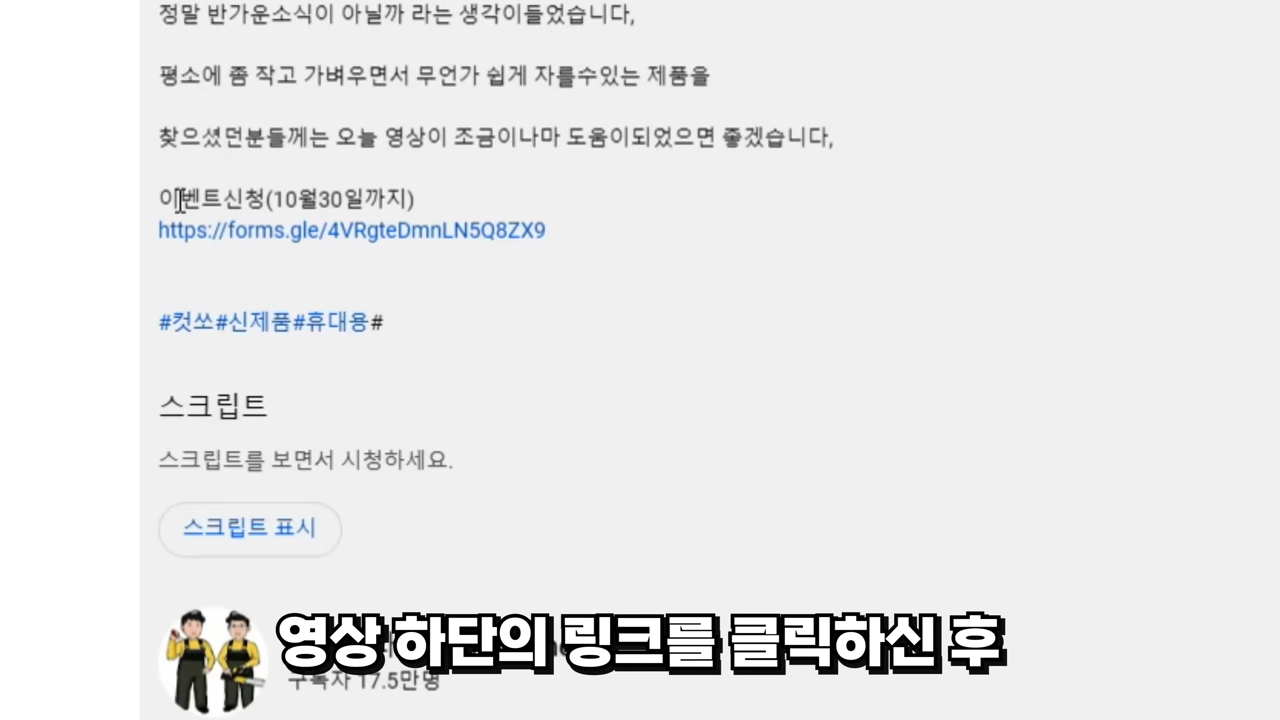 정말 반가운소식이 아닐까 라는 생각이들었습니다,
평소에 좀 작고 가벼우면서 무언가 쉽게 자를수있는 제품을
찾으셨던분들께는 오늘 영상이 조금이나마 도움이되었으면 좋겠습니다,
이벤트신청(10월30일까지)
https://forms.gle/4VRgteDmnLN5Q8ZX9
#컷쏘#신제품#휴대용#
스크립트
스크립트를 보면서 시청하세요.
스크립트 표시
영상 하단의 링크를 클릭하신 후
구독자 17.5만명